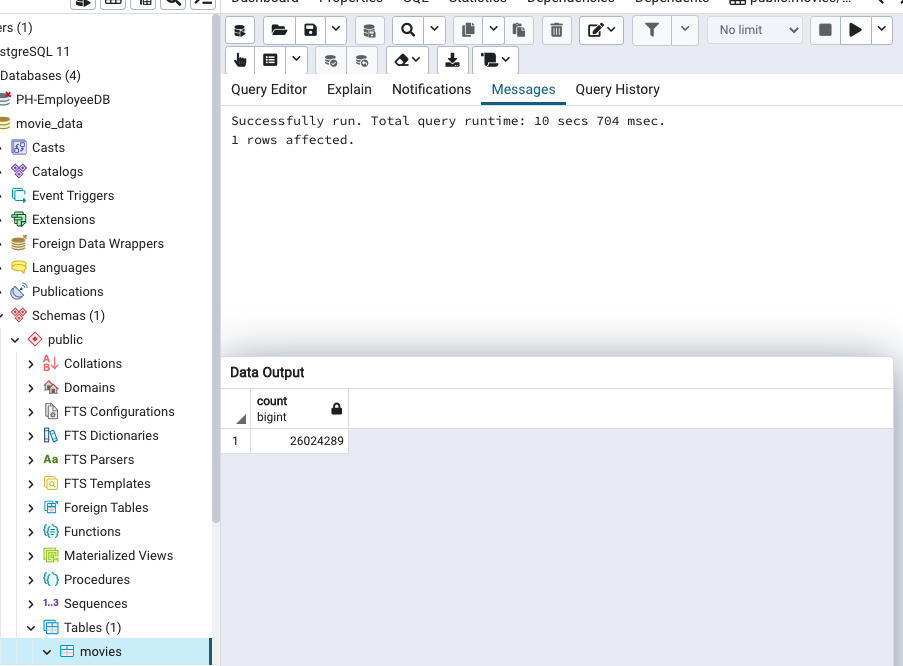 ers (1)
stgreSQL 11
Databases (4)
PH-EmployeeDB
movie_data
Casts
Catalogs
Event Triggers
Extensions
Foreign Data Wrappers
Languages
Publications
Schemas (1)
public
Collations
Domains
FTS Configurations
FTS Dictionaries
Aa FTS Parsers
FTS Templates
Foreign Tables
Functions
Materialized Views
Procedures
1..3 Sequences
Tables (1)
movies
Dashboard Properties SQL Statistics Dependencies Dependents public.movies/...
No limit
Query Editor Explain Notifications Messages Query History
Successfully run. Total query runtime: 10 secs 704 msec.
1 rows affected.
Data Output
count
bigint
1 26024289